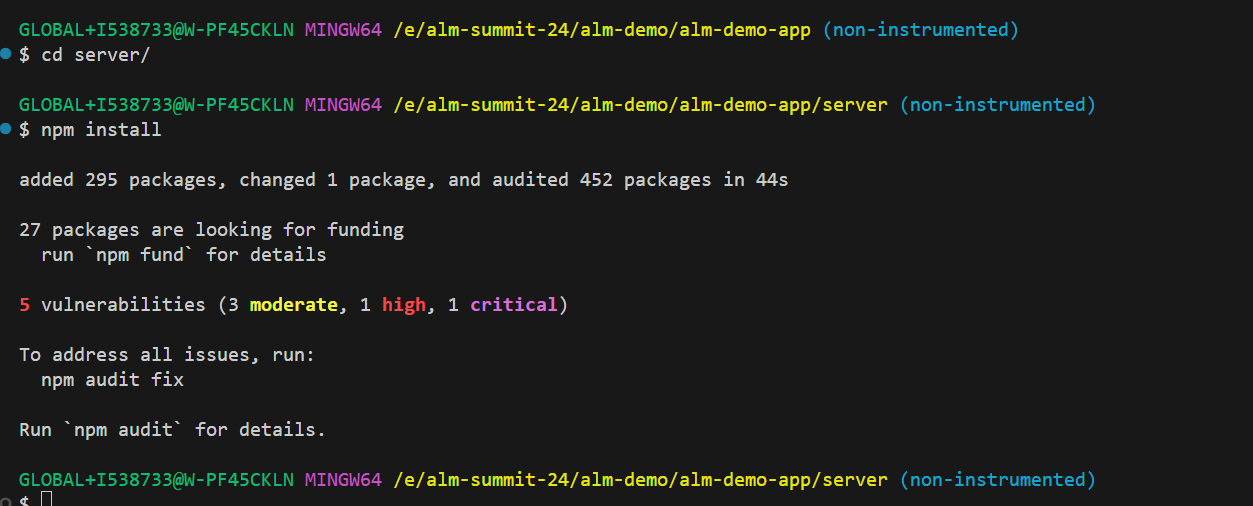 GLOBAL+I538733@W-PF45CKLN MINGW64 /e/alm-summit-24/alm-demo/alm-demo-app (non-instrumented)
$ cd server/
GLOBAL+I538733@W-PF45CKLN MINGW64 /e/alm-summit-24/alm-demo/alm-demo-app/server (non-instrumented)
$ npm install
added 295 packages, changed 1 package, and audited 452 packages in 44s
27 packages are looking for funding
  run `npm fund` for details
5 vulnerabilities (3 moderate, 1 high, 1 critical)
To address all issues, run:
  npm audit fix
Run `npm audit` for details.
GLOBAL+I538733@W-PF45CKLN MINGW64 /e/alm-summit-24/alm-demo/alm-demo-app/server (non-instrumented)
$